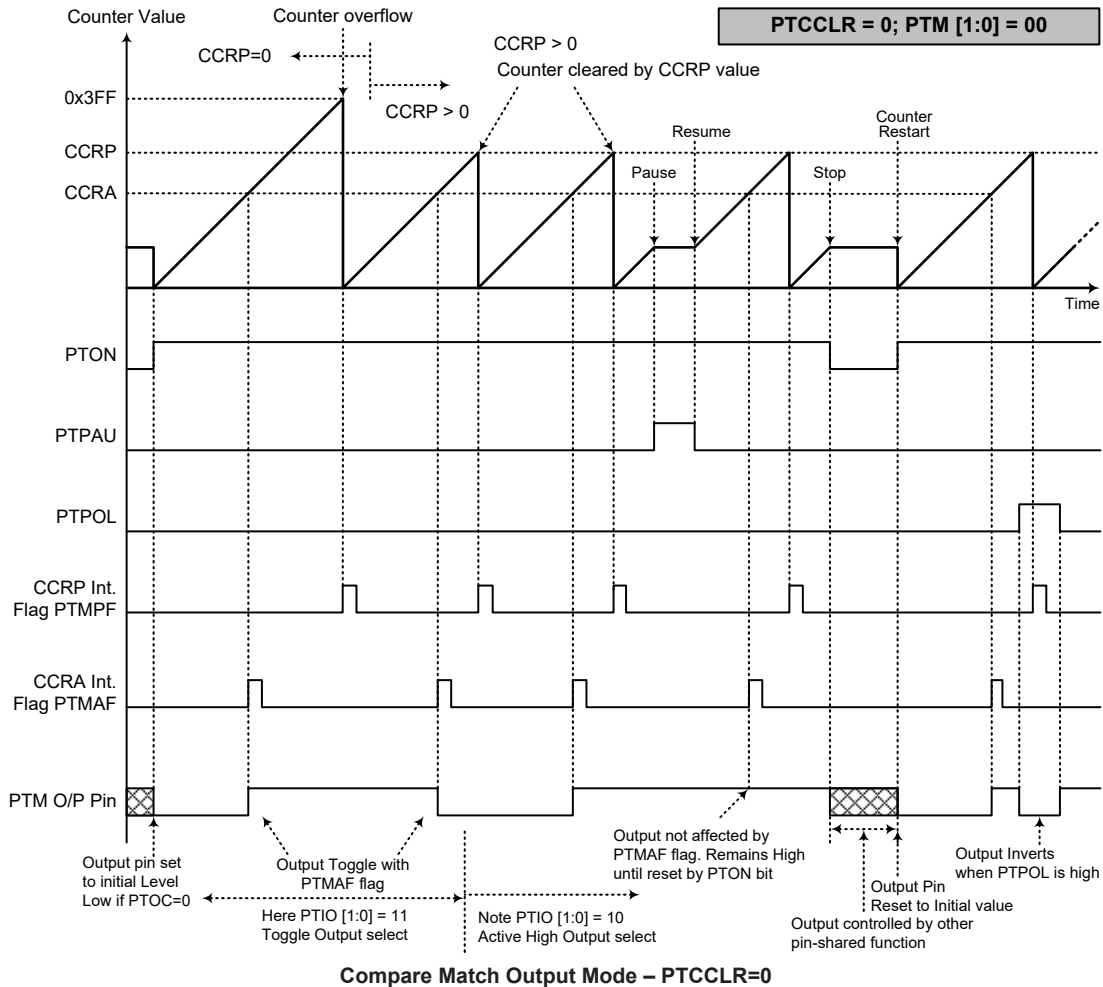 Counter Value
Counter overflow
PTCCLR = 0; PTM [1:0] = 00
CCRP=0
CCRP > 0
CCRP > 0
Counter cleared by CCRP value
0x3FF
CCRP
CCRA
Pause
Resume
Stop
Counter
Restart
Time
PTON
PTPAU
PTPOL
CCRP Int.
Flag PTMPF
CCRA Int.
Flag PTMAF
PTM O/P Pin
Output pin set
to initial Level
Low if PTOC=0
Output Toggle with
PTMAF flag
Here PTIO [1:0] = 11
Toggle Output select
Note PTIO [1:0] = 10
Active High Output select
Output not affected by
PTMAF flag. Remains High
until reset by PTON bit
Output Pin
Reset to Initial value
Output controlled by other
pin-shared function
Output Inverts
when PTPOL is high
Compare Match Output Mode – PTCCLR=0